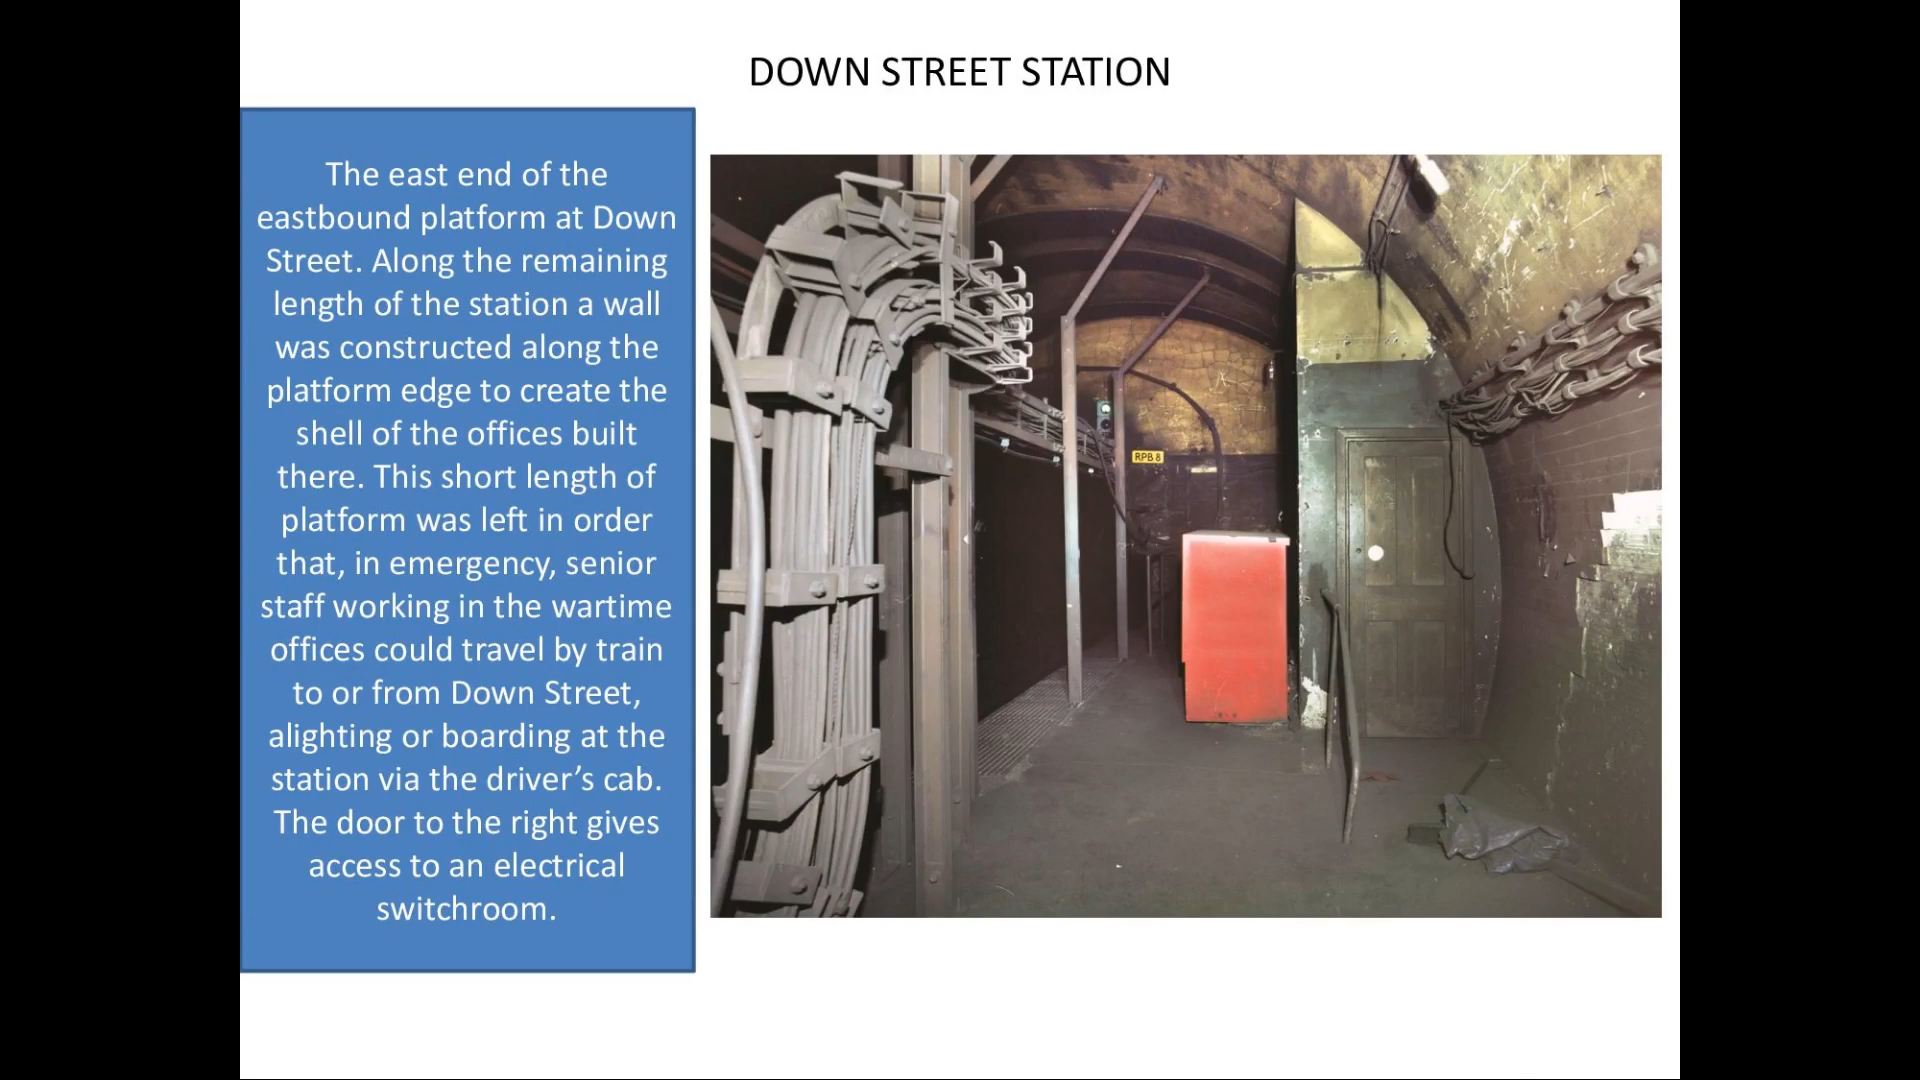 DOWN STREET STATION
The east end of the
eastbound platform at Down
Street. Along the remaining
length of the station a wall
was constructed along the
platform edge to create the
shell of the offices built
there. This short length of
platform was left in order
that, in emergency, senior
staff working in the wartime
offices could travel by train
to or from Down Street,
alighting or boarding at the
station via the driver’s cab.
The door to the right gives
access to an electrical
switchroom.
RPB 8